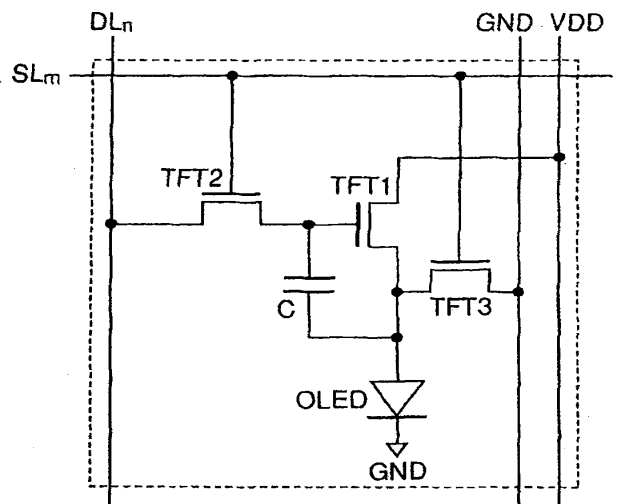 DLn
GND VDD
SLm
TFT2
TFT1
C
TFT3
OLED
GND